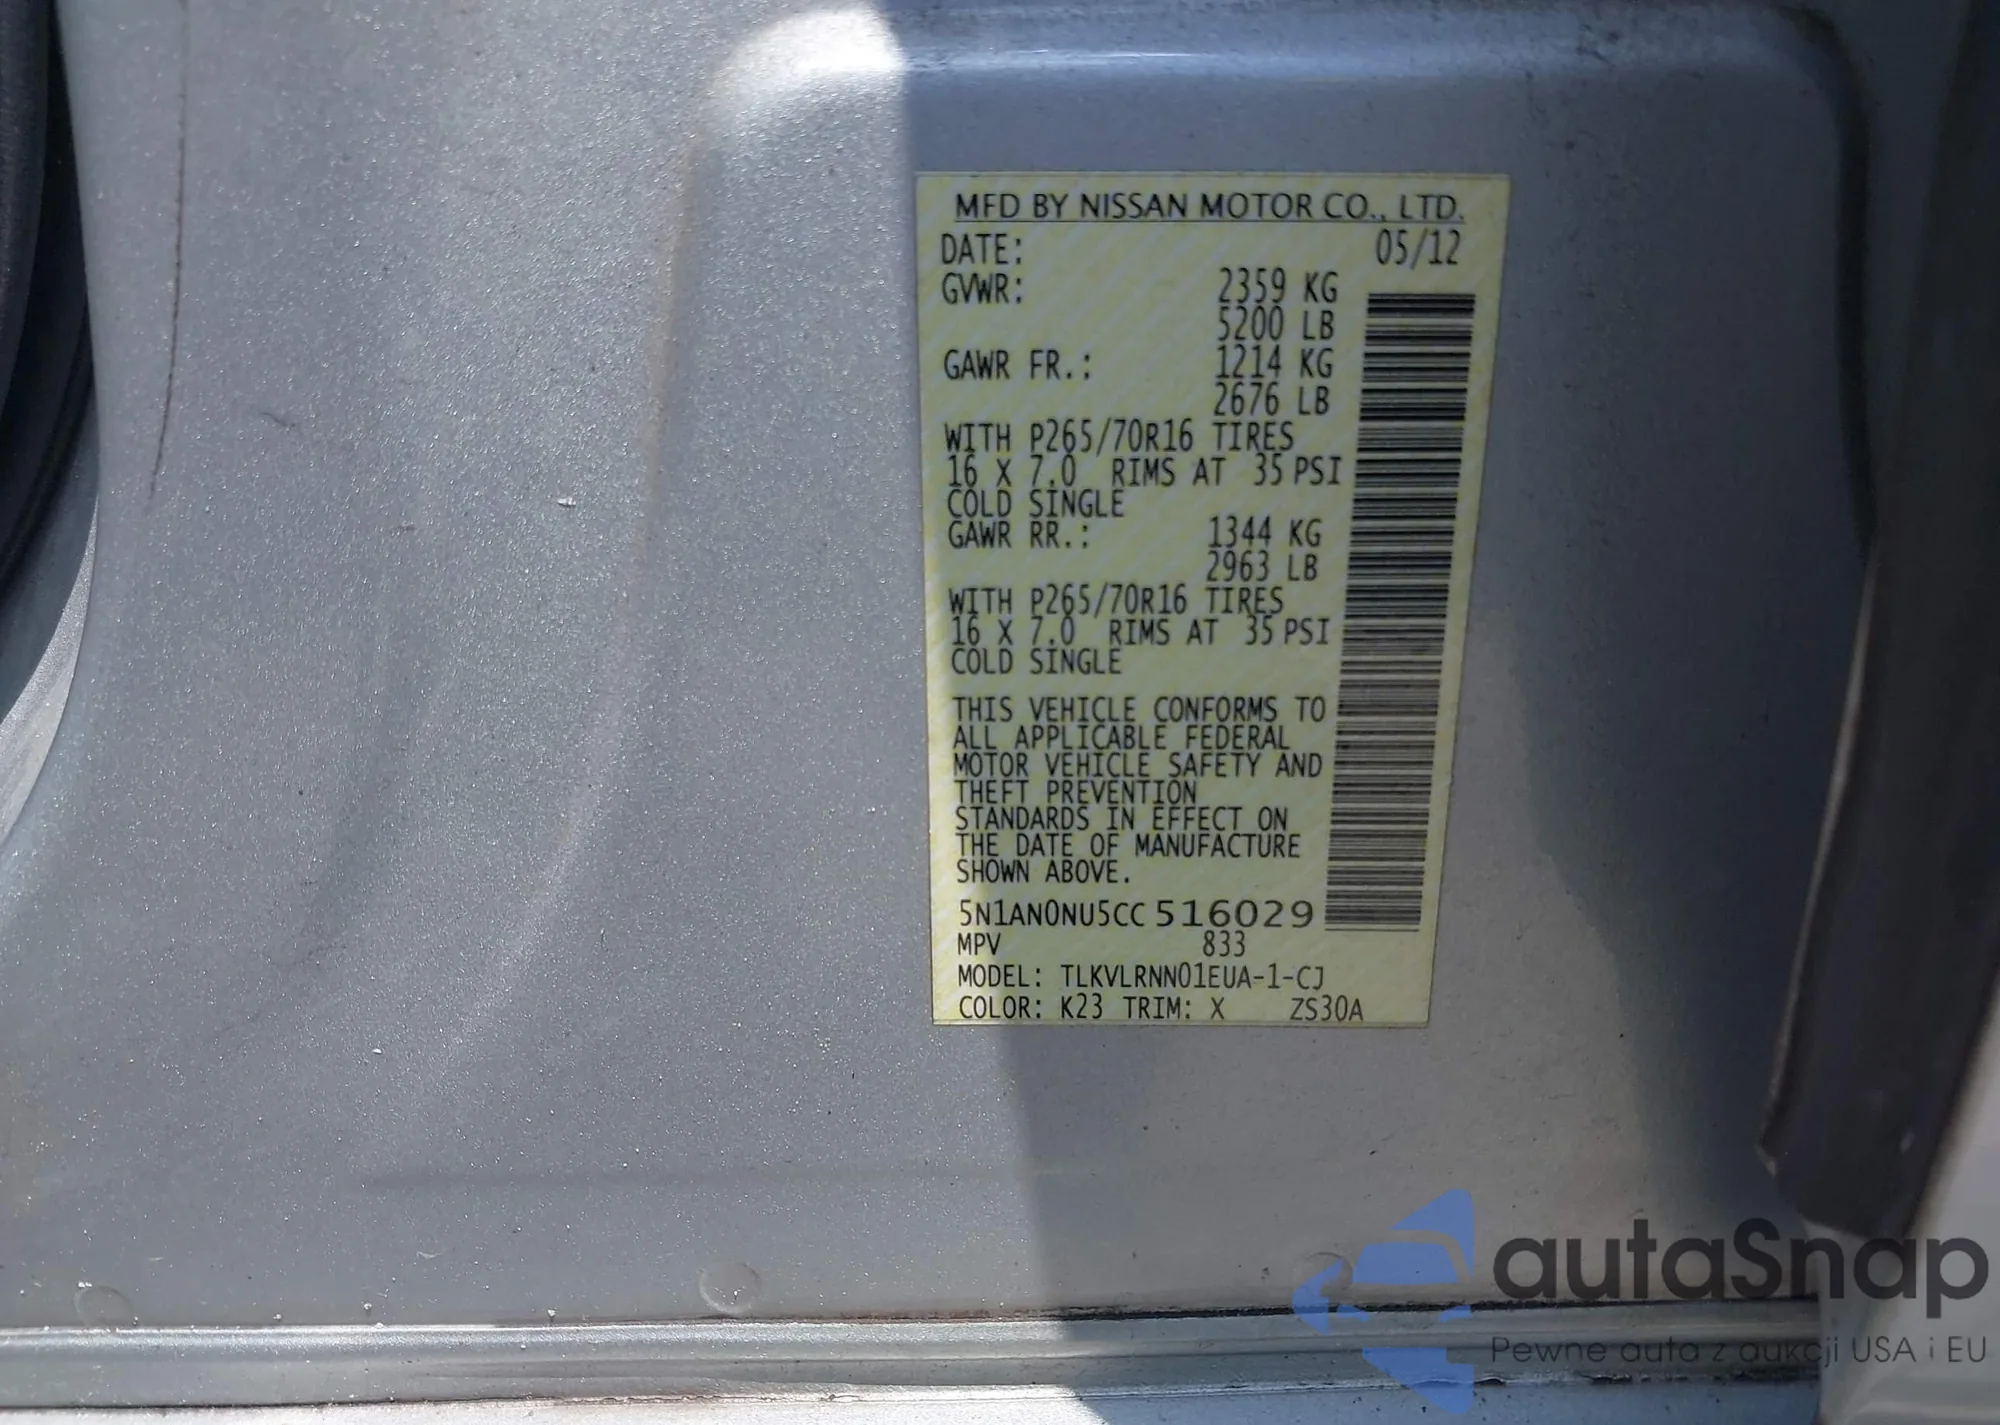 MFD BY NISSAN MOTOR CO., LTD.
DATE: 05/12
GVWR: 2359 KG
5200 LB
GAWR FR.: 1214 KG
2676 LB
WITH P265/70R16 TIRES
16 X 7.0 RIMS AT 35 PSI
COLD SINGLE
GAWR RR.: 1344 KG
2963 LB
WITH P265/70R16 TIRES
16 X 7.0 RIMS AT 35 PSI
COLD SINGLE
THIS VEHICLE CONFORMS TO
ALL APPLICABLE FEDERAL
MOTOR VEHICLE SAFETY AND
THEFT PREVENTION
STANDARDS IN EFFECT ON
THE DATE OF MANUFACTURE
SHOWN ABOVE.
5N1AN0NU5CC516029
MPV 833
MODEL: TLKVLRNN01EUA-1-CJ
COLOR: K23 TRIM: X ZS30A
autaSnap
Pewne auta z aukcji USA i EU